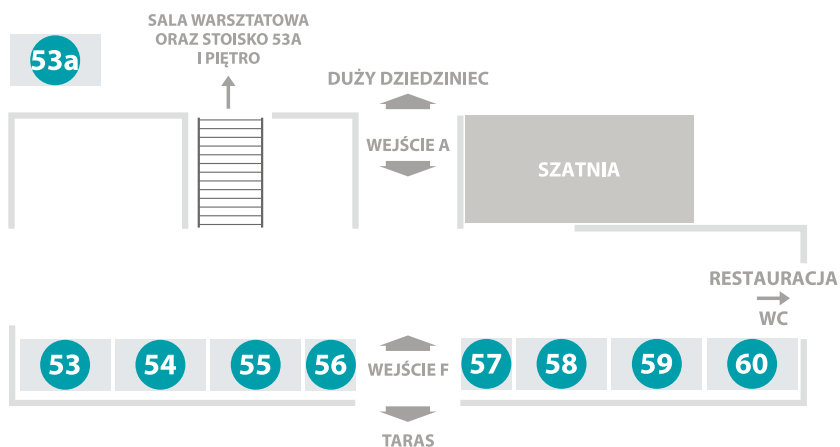 SALA WARSZTATOWA
ORAZ STOISKO 53A
I PIĘTRO
53a
DUŻY DZIEDZINIEC
WEJŚCIE A
SZATNIA
RESTAURACJA
WC
53
54
55
56
WEJŚCIE F
57
58
59
60
TARAS